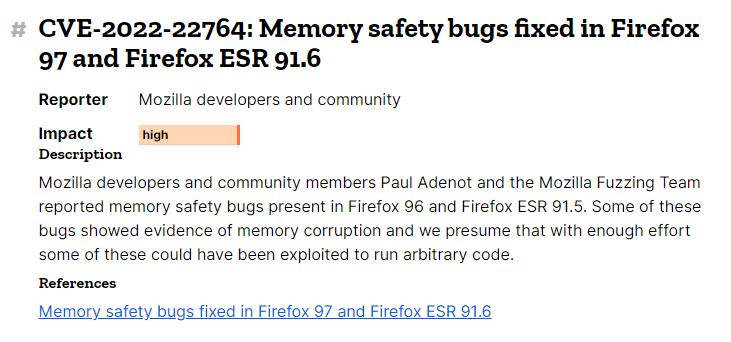 # CVE-2022-22764: Memory safety bugs fixed in Firefox
97 and Firefox ESR 91.6
Reporter Mozilla developers and community
Impact high
Description
Mozilla developers and community members Paul Adenot and the Mozilla Fuzzing Team
reported memory safety bugs present in Firefox 96 and Firefox ESR 91.5. Some of these
bugs showed evidence of memory corruption and we presume that with enough effort
some of these could have been exploited to run arbitrary code.
References
Memory safety bugs fixed in Firefox 97 and Firefox ESR 91.6